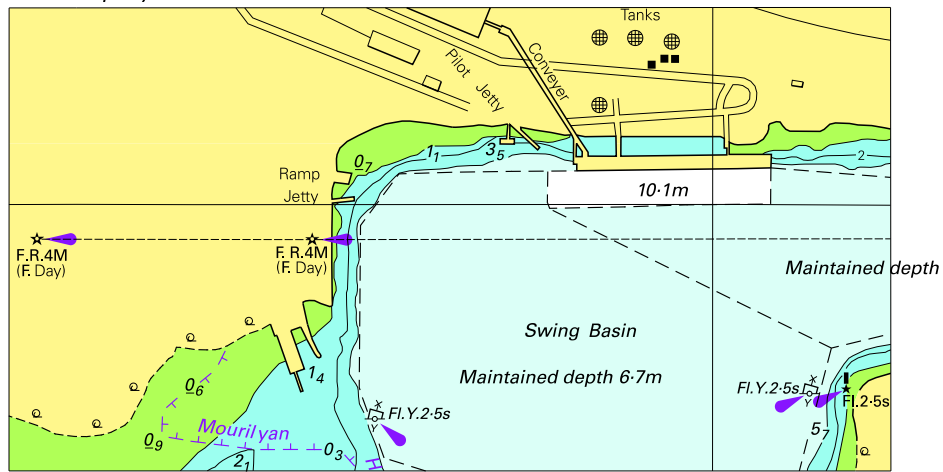 Tanks
Pilot
Jetty
Conveyer
0₇
1₁
3₅
2
Ramp
Jetty
10·1m
F.R.4M
(F. Day)
F. R.4M
(F. Day)
Maintained depth
Swing Basin
Maintained depth 6·7m
1₄
0₆
Fl.Y.2·5s
Fl.Y.2·5s
Fl.2·5s
Mourilyan
0₉
0₃
5₇
2₁
H